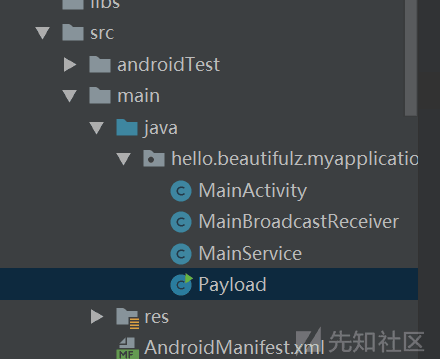 libs
src
androidTest
main
java
hello.beautifulz.myapplicatio
MainActivity
MainBroadcastReceiver
MainService
Payload
res
MF AndroidManifest.xml
先知社区